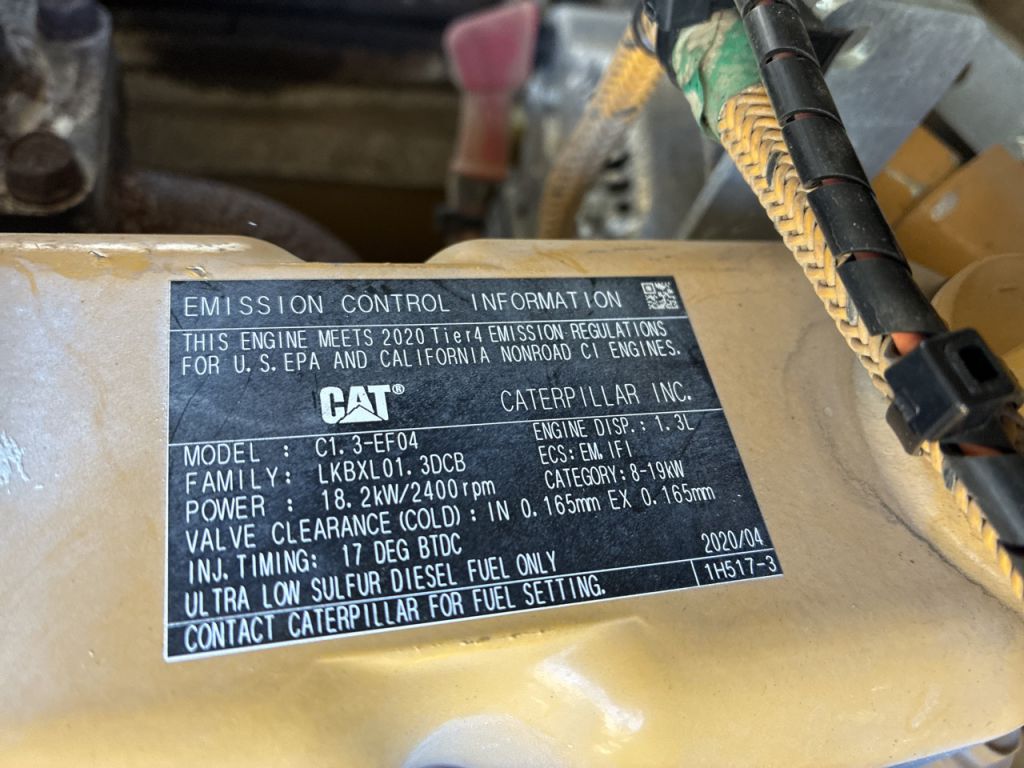 EMISSION CONTROL INFORMATION
THIS ENGINE MEETS 2020 Tier4 EMISSION REGULATIONS
FOR U.S.EPA AND CALIFORNIA NONROAD CI ENGINES.
CAT® CATERPILLAR INC.
MODEL : C1.3-EF04 ENGINE DISP.: 1.3L
FAMILY: LKBXL01.3DCB ECS: EM,IFI
POWER : 18.2kW/2400rpm CATEGORY: 8-19kW
VALVE CLEARANCE(COLD): IN 0.165mm EX 0.165mm
INJ.TIMING: 17 DEG BTDC
ULTRA LOW SULFUR DIESEL FUEL ONLY 2020/04
CONTACT CATERPILLAR FOR FUEL SETTING. 1H517-3